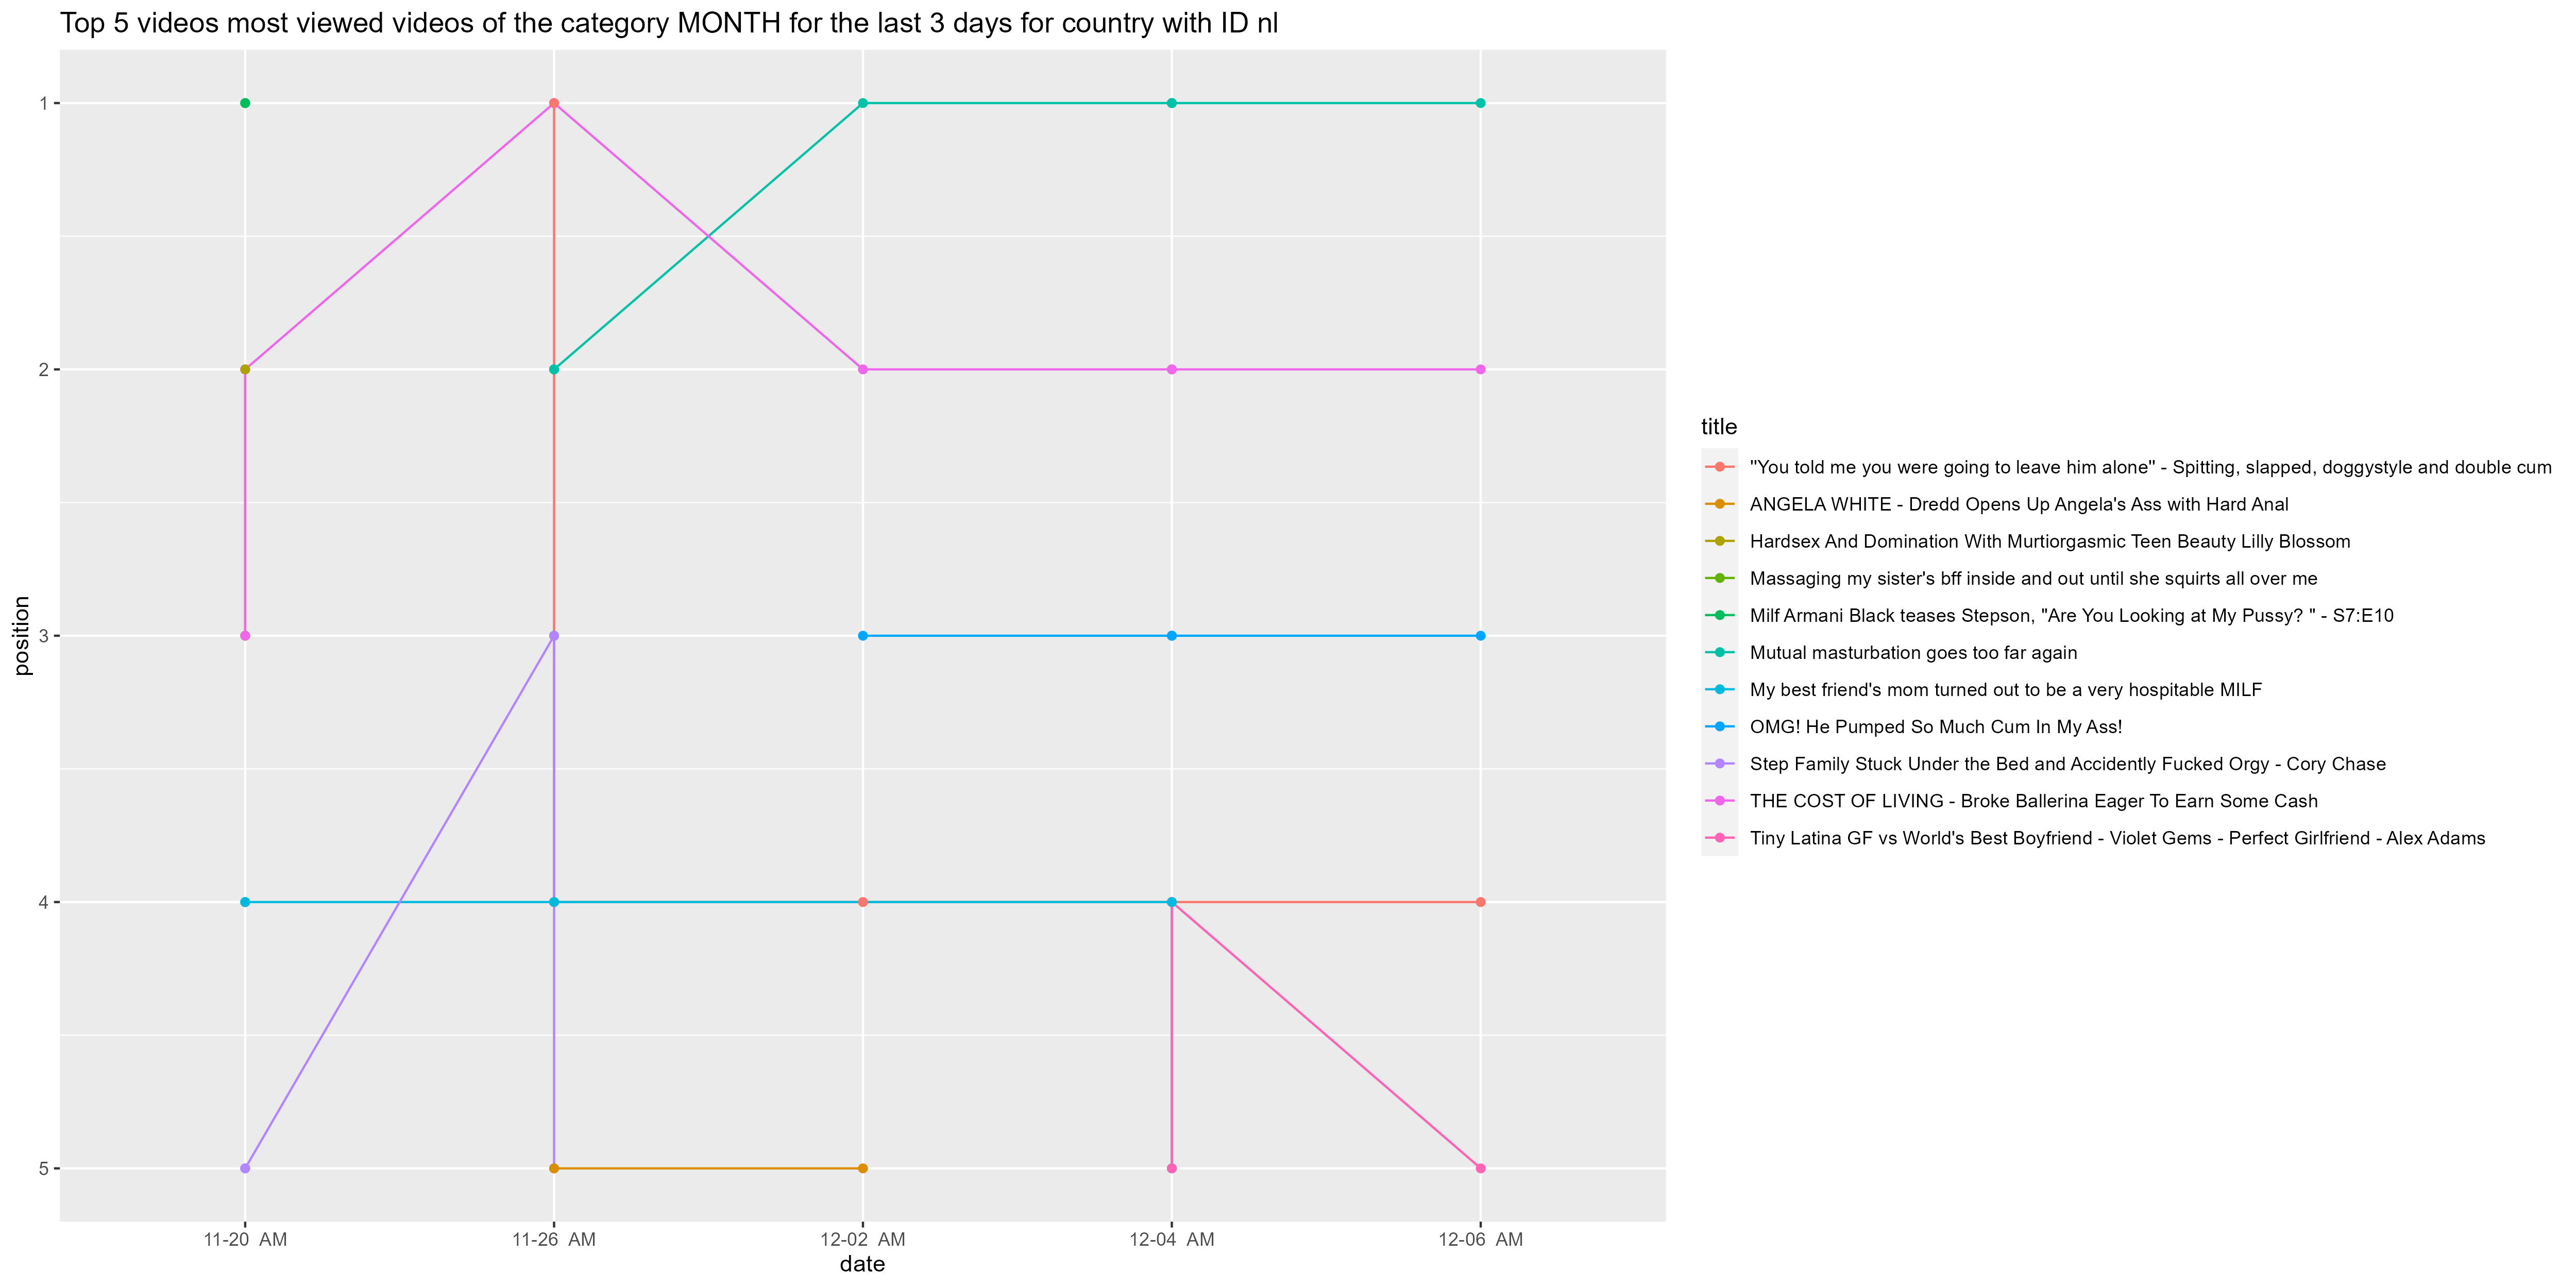 Top 5 videos most viewed videos of the category MONTH for the last 3 days for country with ID nl
1
2
3
4
5
position
11-20  AM
11-26  AM
12-02  AM
12-04  AM
12-06  AM
date
title
"You told me you were going to leave him alone" - Spitting, slapped, doggystyle and double cum
ANGELA WHITE - Dredd Opens Up Angela's Ass with Hard Anal
Hardsex And Domination With Murtiorgasmic Teen Beauty Lilly Blossom
Massaging my sister's bff inside and out until she squirts all over me
Milf Armani Black teases Stepson, "Are You Looking at My Pussy? " - S7:E10
Mutual masturbation goes too far again
My best friend's mom turned out to be a very hospitable MILF
OMG! He Pumped So Much Cum In My Ass!
Step Family Stuck Under the Bed and Accidently Fucked Orgy - Cory Chase
THE COST OF LIVING - Broke Ballerina Eager To Earn Some Cash
Tiny Latina GF vs World's Best Boyfriend - Violet Gems - Perfect Girlfriend - Alex Adams